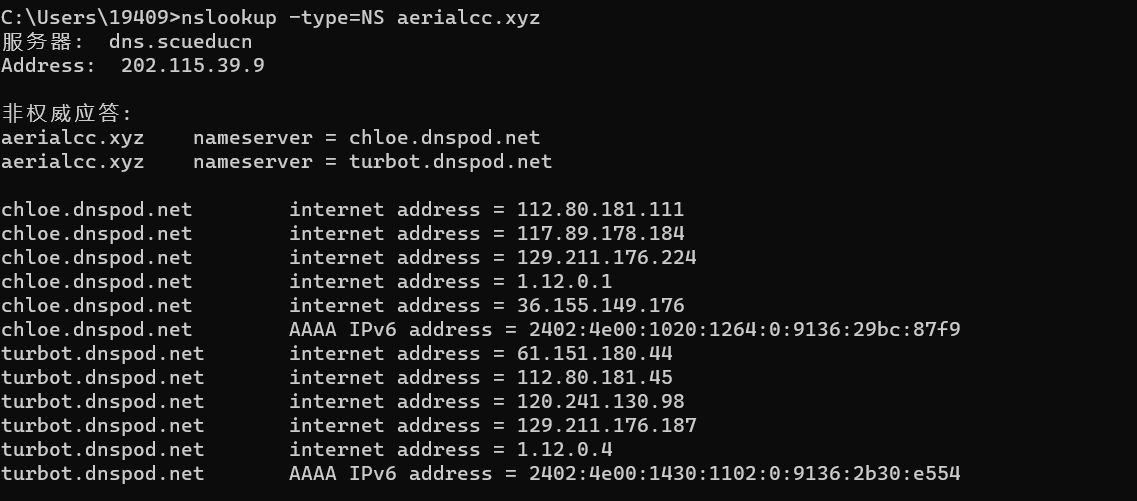 C:\Users\19409>nslookup -type=NS aerialcc.xyz
服务器:  dns.scueducn
Address:  202.115.39.9
非权威应答:
aerialcc.xyz    nameserver = chloe.dnspod.net
aerialcc.xyz    nameserver = turbot.dnspod.net
chloe.dnspod.net        internet address = 112.80.181.111
chloe.dnspod.net        internet address = 117.89.178.184
chloe.dnspod.net        internet address = 129.211.176.224
chloe.dnspod.net        internet address = 1.12.0.1
chloe.dnspod.net        internet address = 36.155.149.176
chloe.dnspod.net        AAAA IPv6 address = 2402:4e00:1020:1264:0:9136:29bc:87f9
turbot.dnspod.net       internet address = 61.151.180.44
turbot.dnspod.net       internet address = 112.80.181.45
turbot.dnspod.net       internet address = 120.241.130.98
turbot.dnspod.net       internet address = 129.211.176.187
turbot.dnspod.net       internet address = 1.12.0.4
turbot.dnspod.net       AAAA IPv6 address = 2402:4e00:1430:1102:0:9136:2b30:e554